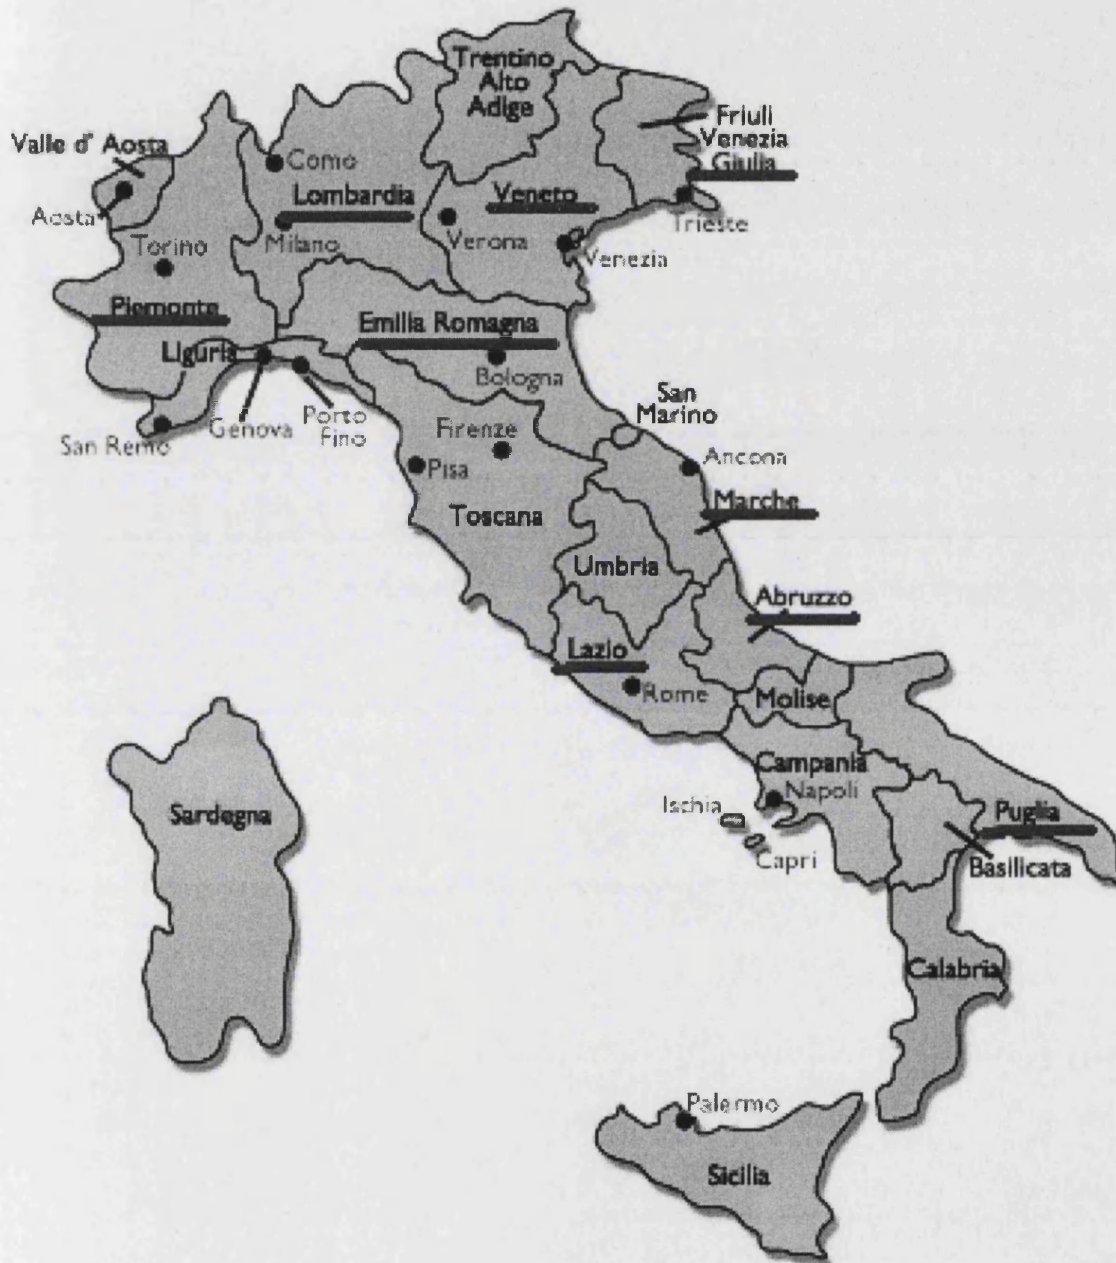 Trentino
Alto
Adige
Friuli
Venezia
Giulia
Valle d' Aosta
Como
Lombardia
Veneto
Aosta
Trieste
Torino
Milano
Verona
Venezia
Piemonte
Emilia Romagna
Liguria
Bologna
San
Marino
San Remo
Genova
Porto
Fino
Firenze
Ancona
Pisa
Marche
Toscana
Umbria
Abruzzo
Lazio
Rome
Molise
Campania
Napoli
Ischia
Capri
Puglia
Basilicata
Sardegna
Calabria
Palermo
Sicilia